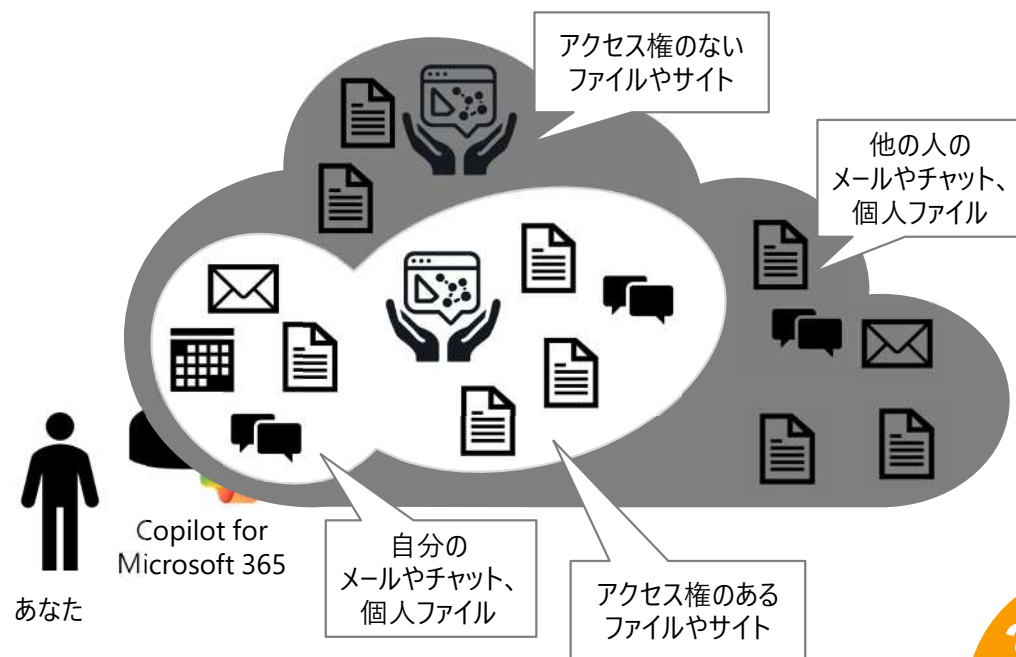 アクセス権のない
ファイルやサイト
他の人の
メールやチャット、
個人ファイル
Copilot for
Microsoft 365
あなた
自分の
メールやチャット、
個人ファイル
アクセス権のある
ファイルやサイト